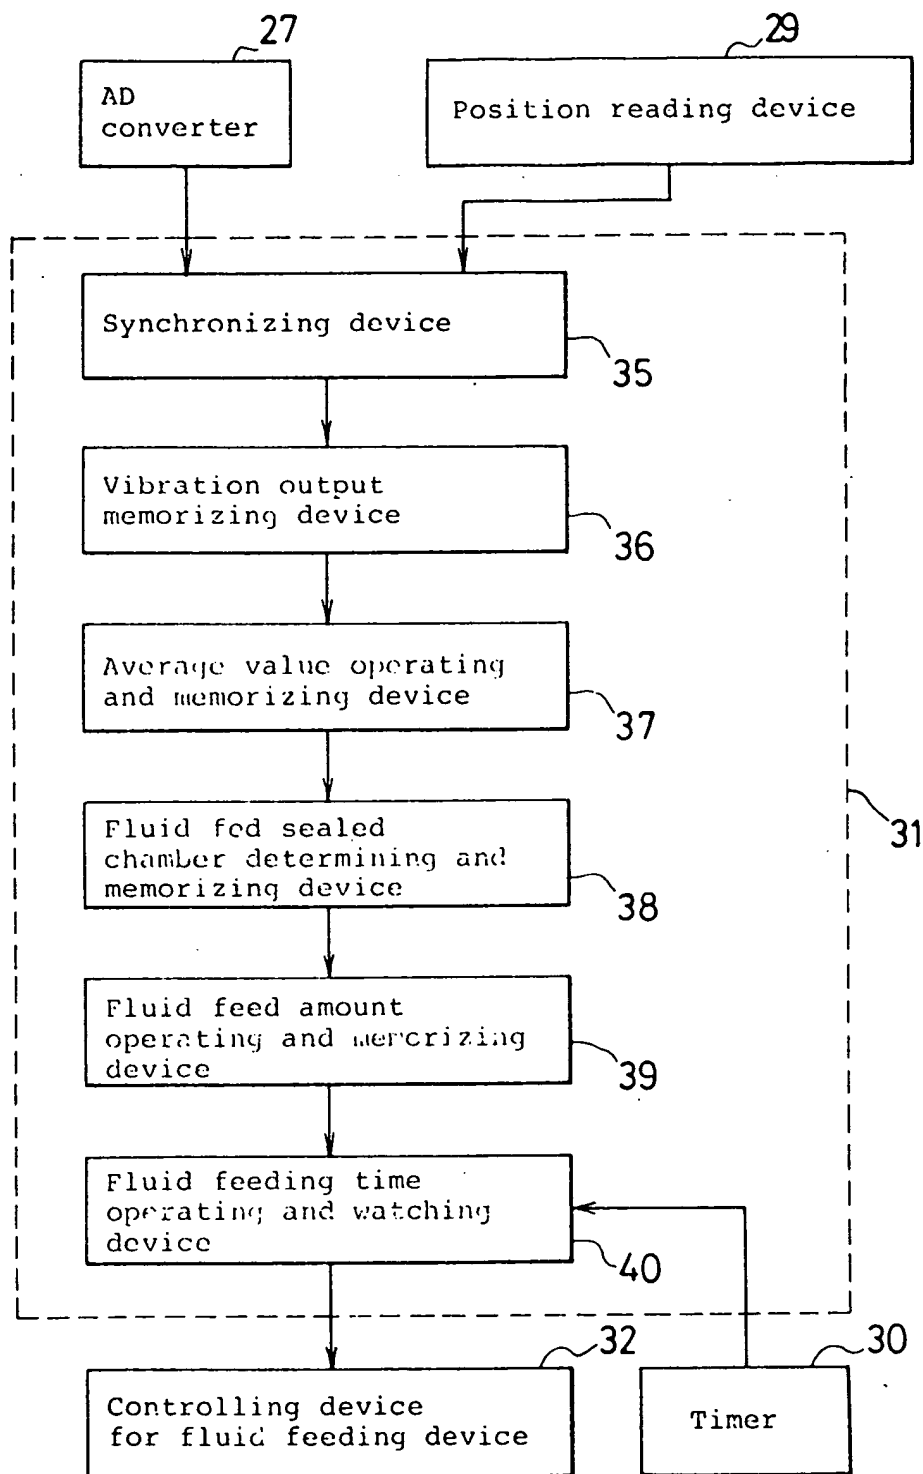 27
29
AD
converter
Position reading device
Synchronizing device
35
Vibration output
memorizing device
36
Average value operating
and memorizing device
37
31
Fluid fed sealed
chamber determining and
memorizing device
38
Fluid feed amount
operating and memorizing
device
39
Fluid feeding time
operating and watching
device
40
32
30
Controlling device
for fluid feeding device
Timer